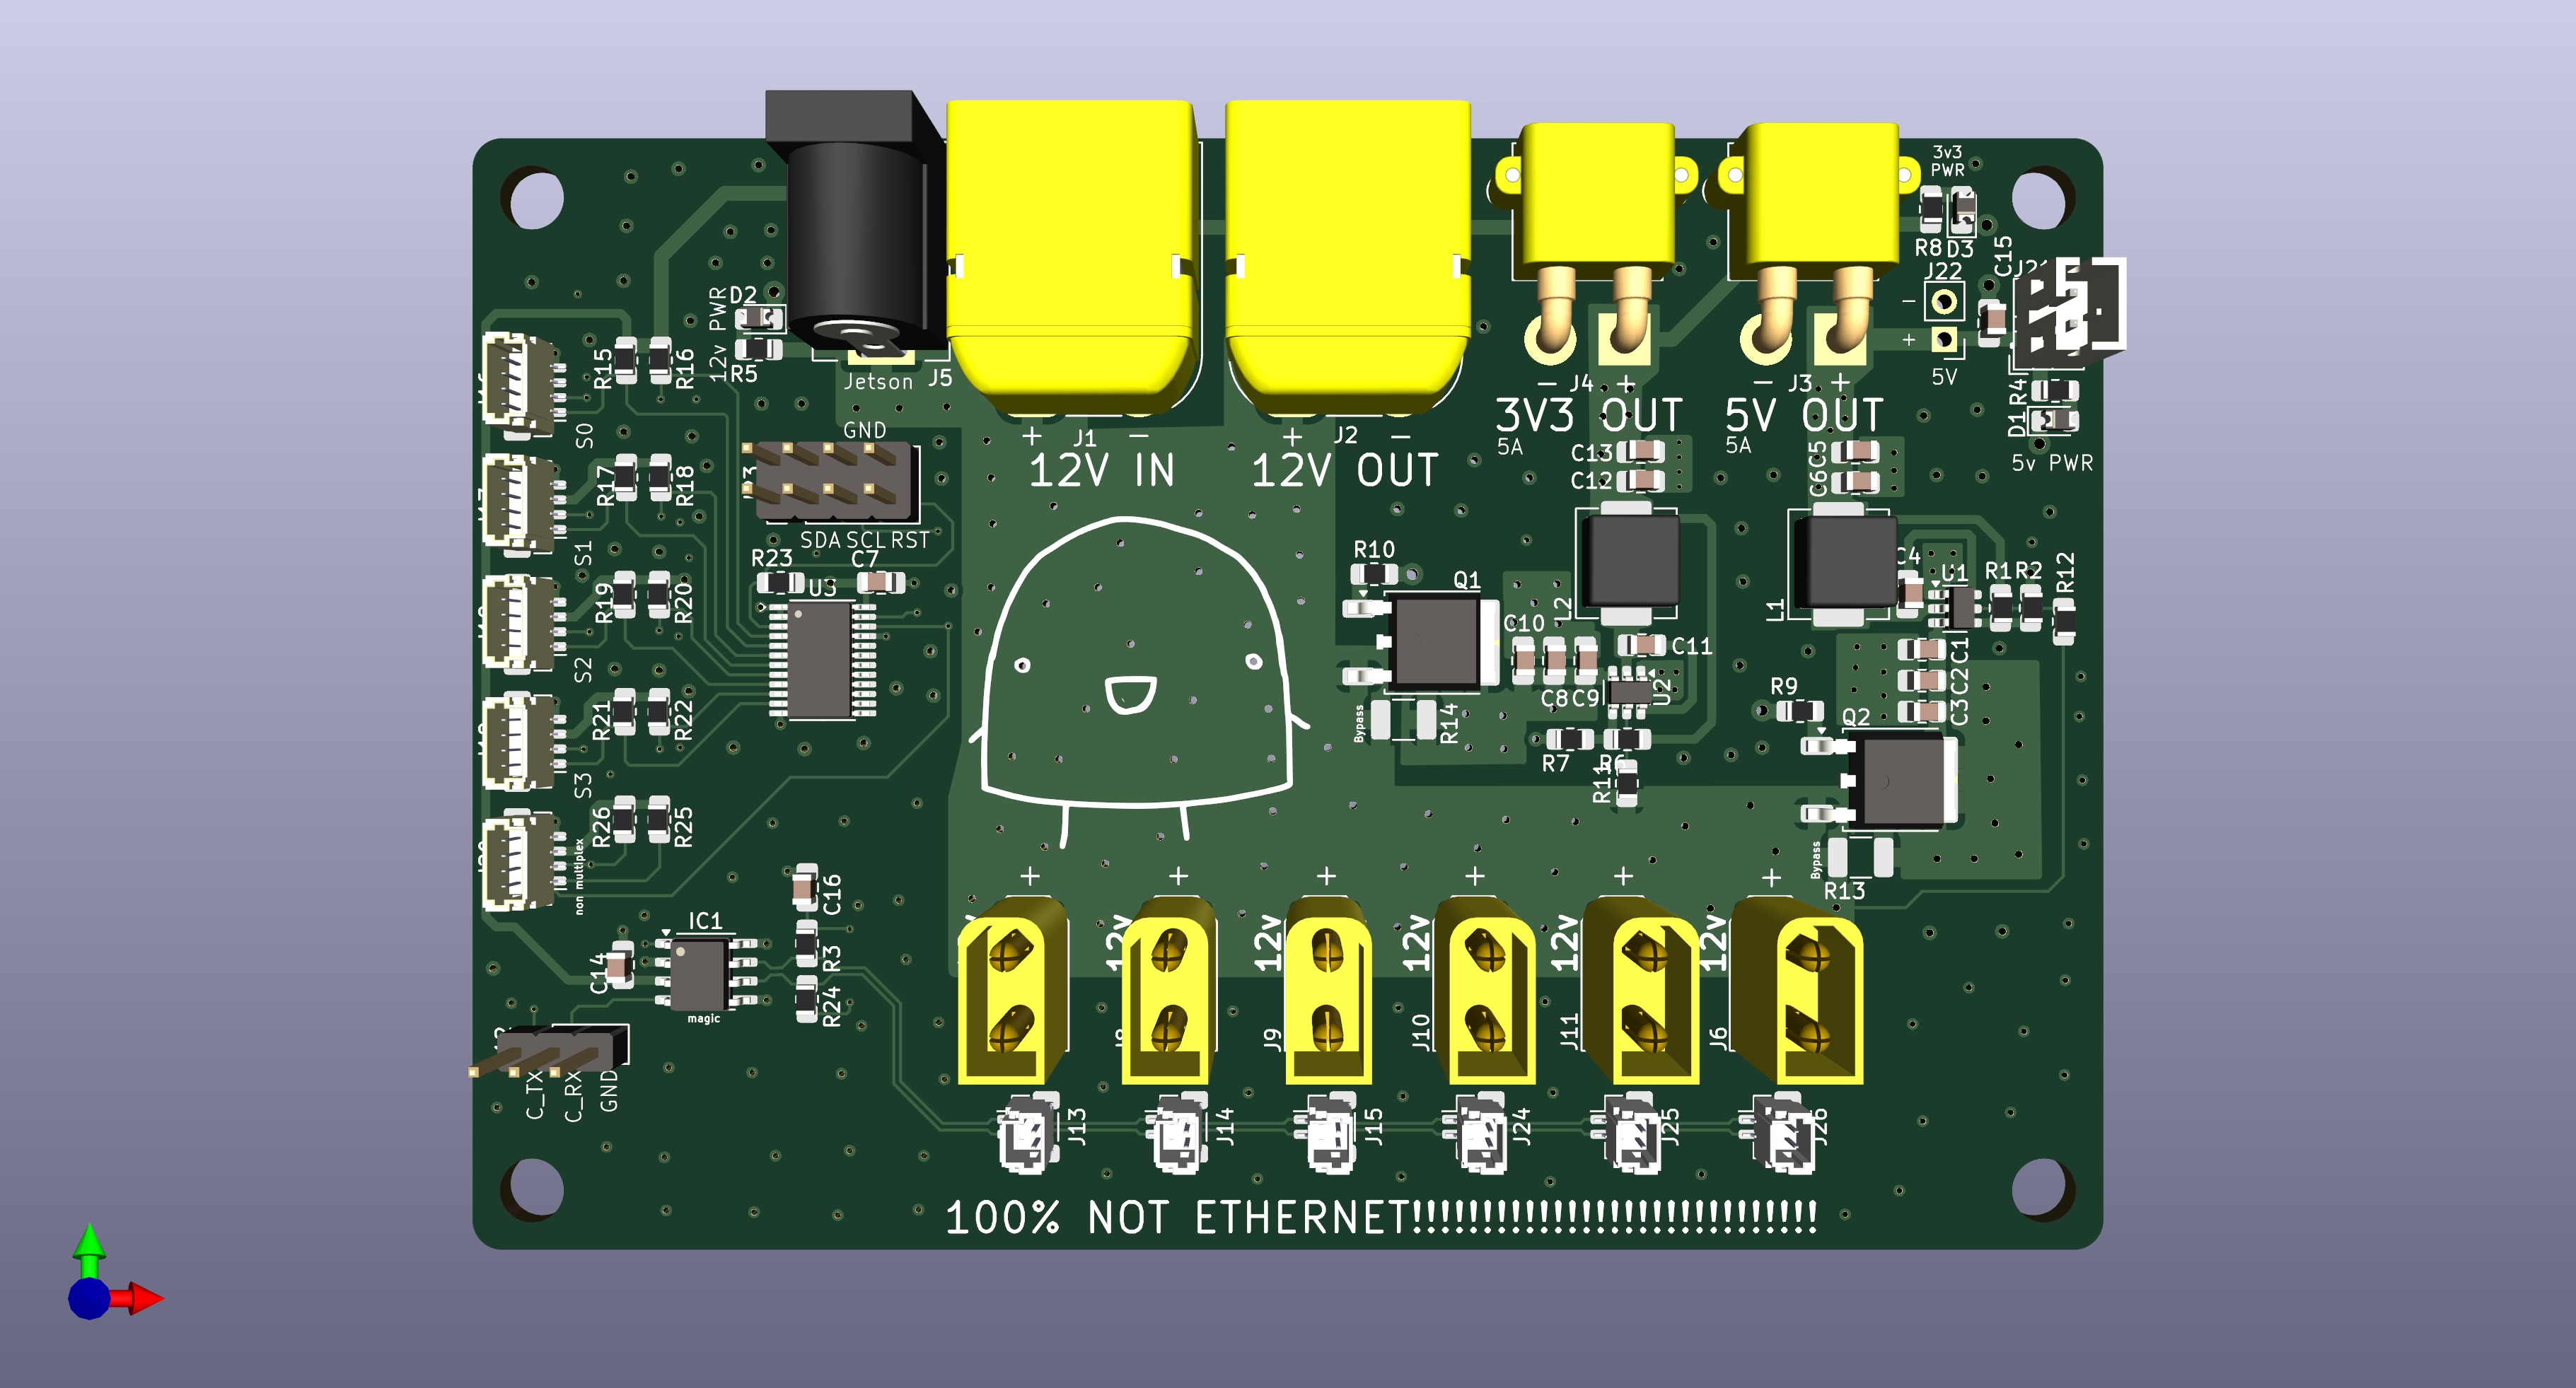 3v3
PWR
R8 D3
C15
J22
−
+
5V
R4
D1
5v PWR
D2
12v PWR
R5
Jetson
J5
GND
SDA SCL RST
+ J1 −
12V IN
+ J2 −
12V OUT
− J4 +
3V3 OUT
5A
− J3 +
5V OUT
5A
C13
C12
C5
C6
R15
R16
S0
R17
R18
S1
R19
R20
S2
R21
R22
S3
R26
R25
non multiplex
R23
C7
U3
R10
Q1
Bypass
R14
C10
C8 C9
L2
C11
U2
R7
R6
R11
L1
C4
U1
R1 R2
R12
C1
C2
C3
R9
Q2
Bypass
R13
C16
IC1
R3
C14
R24
magic
C_TX
C_RX
GND
+ + + + + +
12v
12v
12v
12v
12v
J9
J10
J11
J6
J13
J14
J15
J24
J25
J26
100% NOT ETHERNET!!!!!!!!!!!!!!!!!!!!!!!!!!!!!